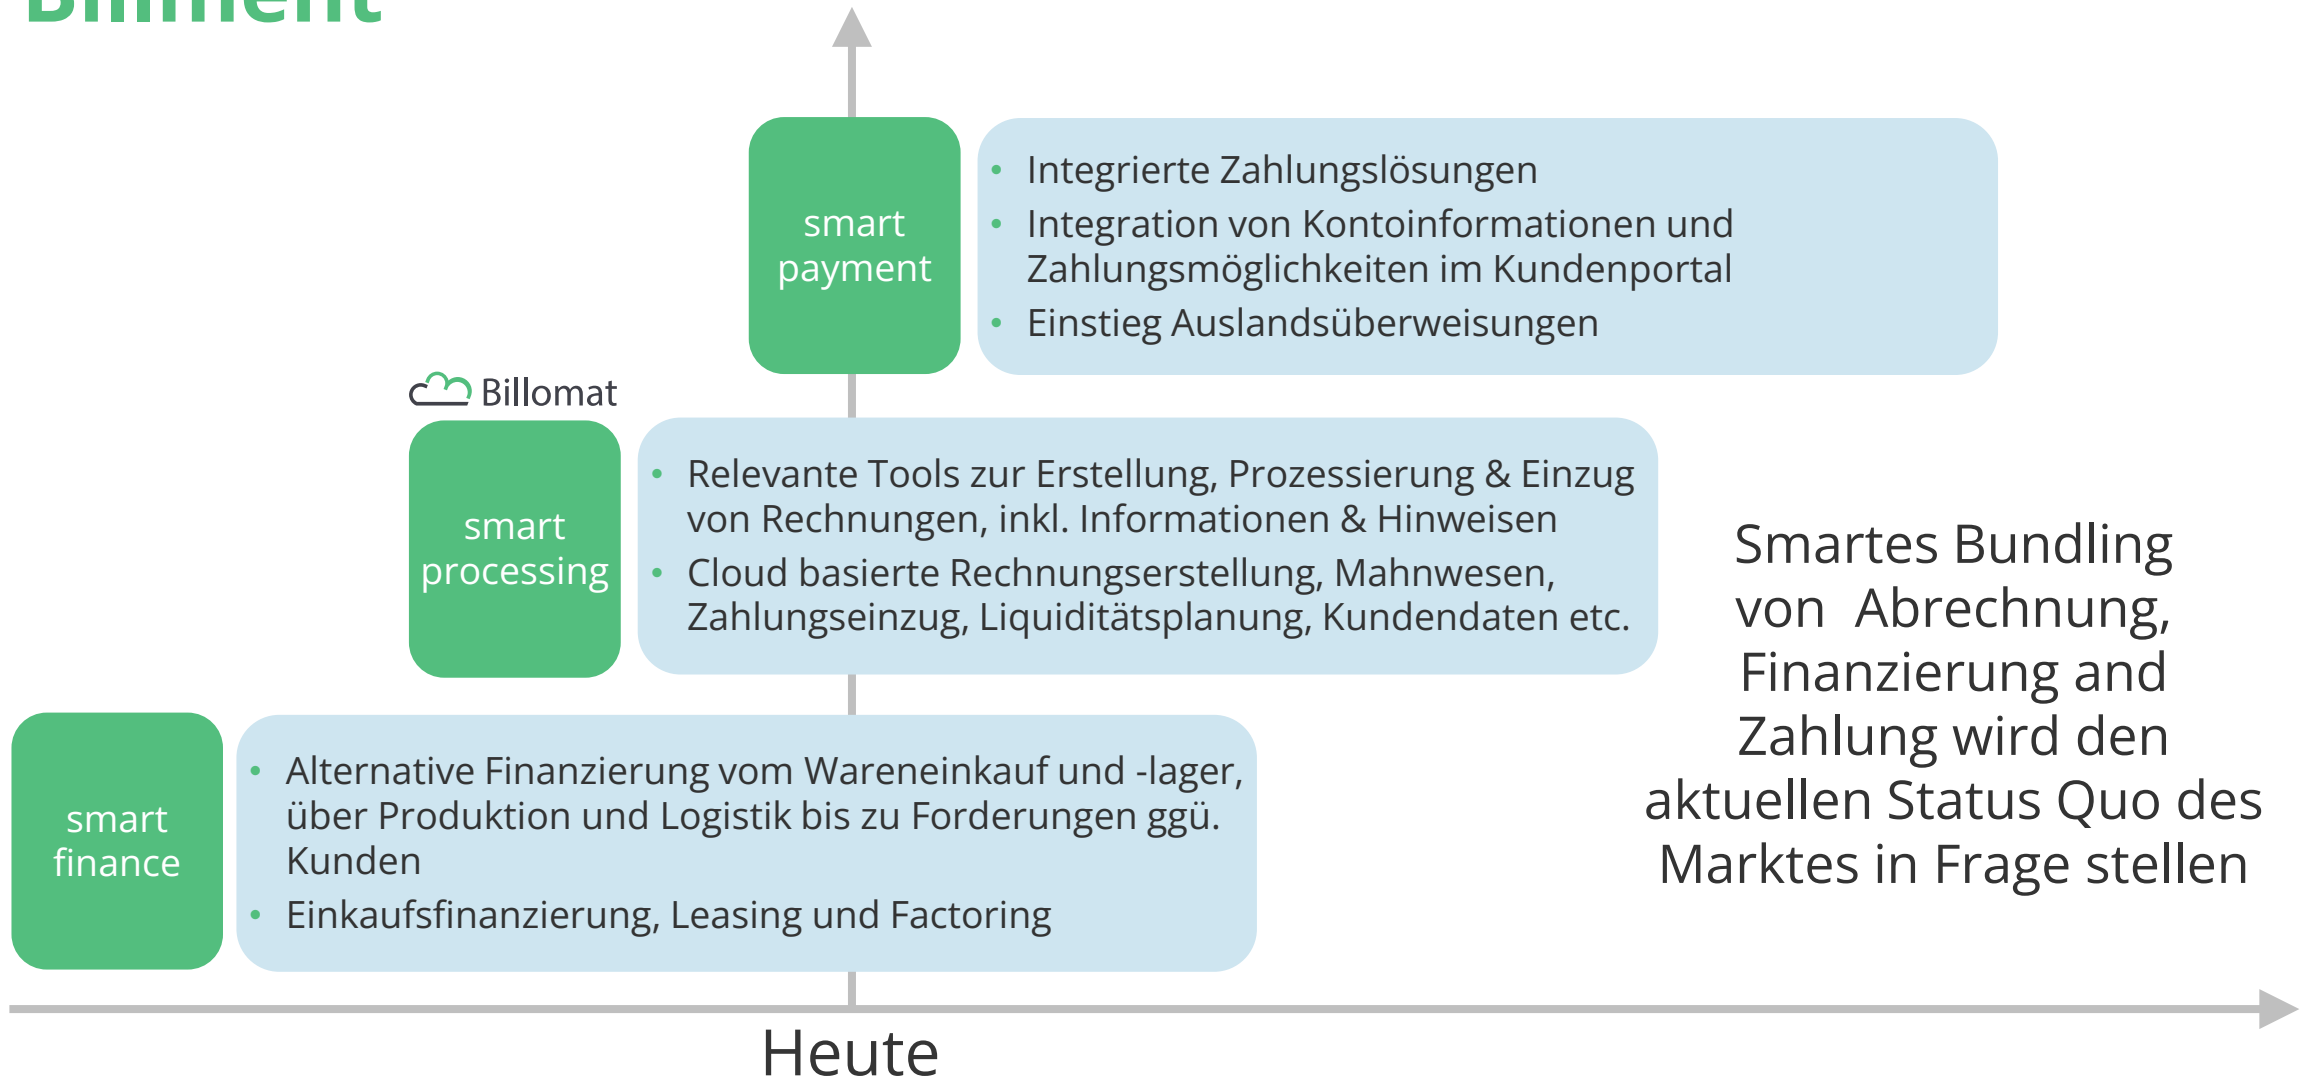 Billment
smart
payment
• Integrierte Zahlungslösungen
• Integration von Kontoinformationen und
Zahlungsmöglichkeiten im Kundenportal
• Einstieg Auslandsüberweisungen
Billomat
smart
processing
• Relevante Tools zur Erstellung, Prozessierung & Einzug
von Rechnungen, inkl. Informationen & Hinweisen
• Cloud basierte Rechnungserstellung, Mahnwesen,
Zahlungseinzug, Liquiditätsplanung, Kundendaten etc.
Smartes Bundling
von Abrechnung,
Finanzierung and
Zahlung wird den
aktuellen Status Quo des
Marktes in Frage stellen
smart
finance
• Alternative Finanzierung vom Wareneinkauf und -lager,
über Produktion und Logistik bis zu Forderungen ggü.
Kunden
• Einkaufsfinanzierung, Leasing und Factoring
Heute